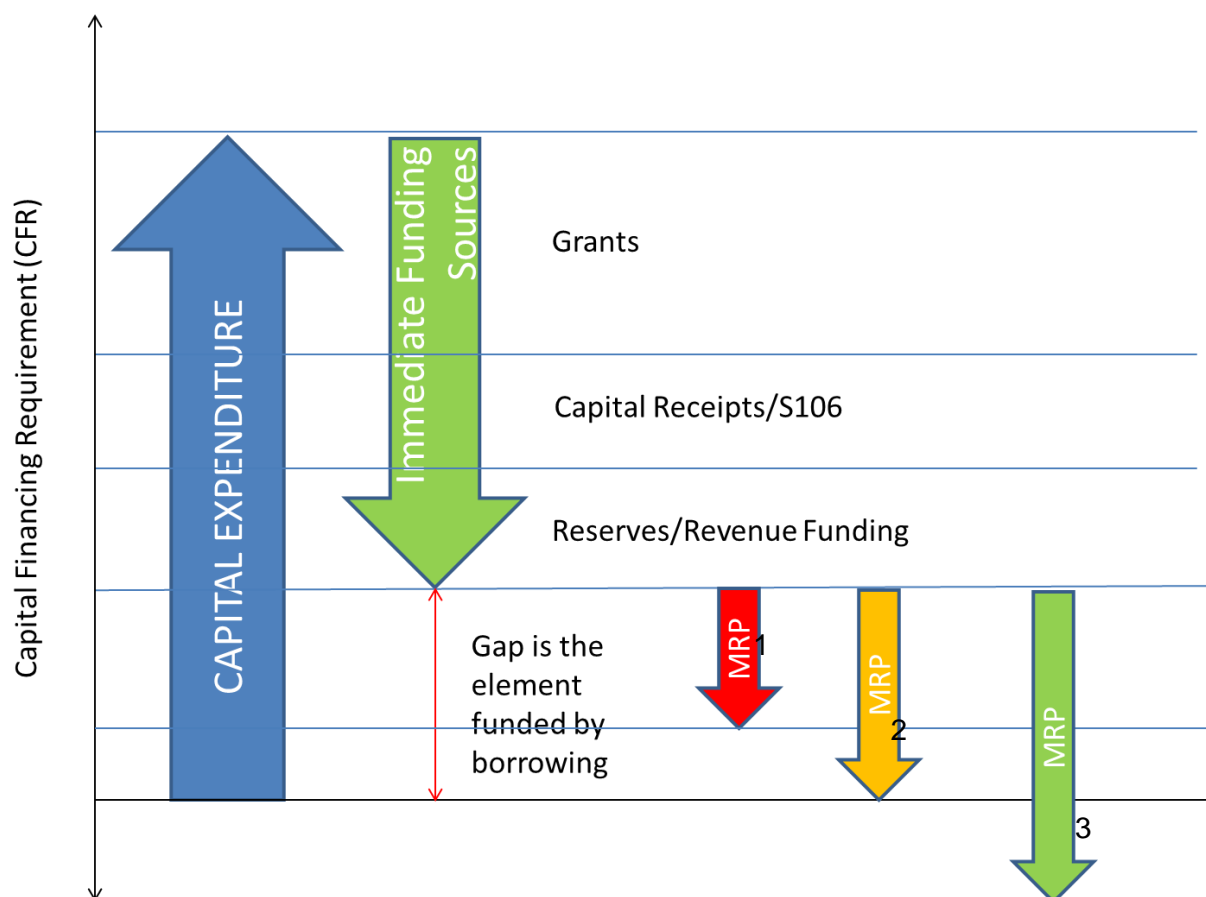 Capital Financing Requirement (CFR)
CAPITAL EXPENDITURE
Immediate Funding
Sources
Grants
Capital Receipts/S106
Reserves/Revenue Funding
Gap is the
element
funded by
borrowing
MRP 1
MRP 2
MRP 3